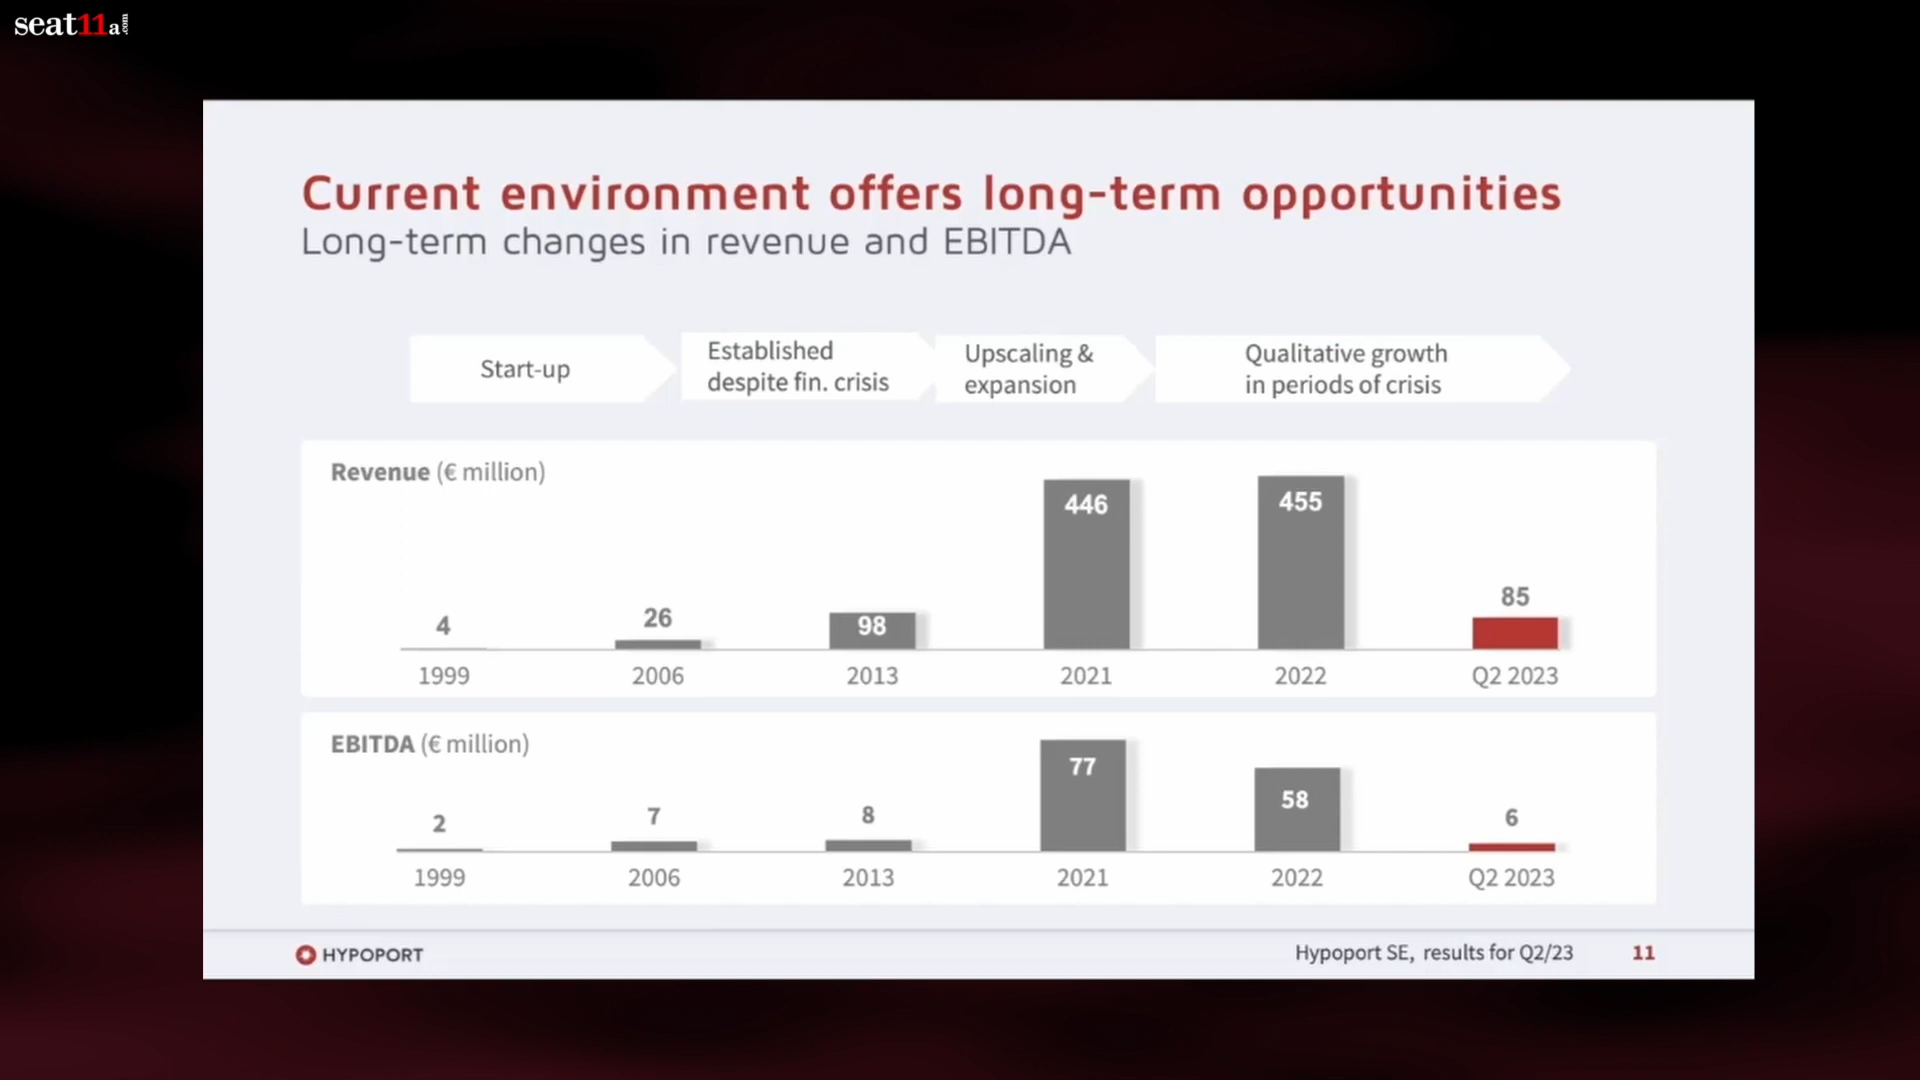 seat11a.com
Current environment offers long-term opportunities
Long-term changes in revenue and EBITDA
Start-up
Established
despite fin. crisis
Upscaling &
expansion
Qualitative growth
in periods of crisis
Revenue (€ million)
4
26
98
446
455
85
1999
2006
2013
2021
2022
Q2 2023
EBITDA (€ million)
2
7
8
77
58
6
1999
2006
2013
2021
2022
Q2 2023
HYPOPORT
Hypoport SE, results for Q2/23
11